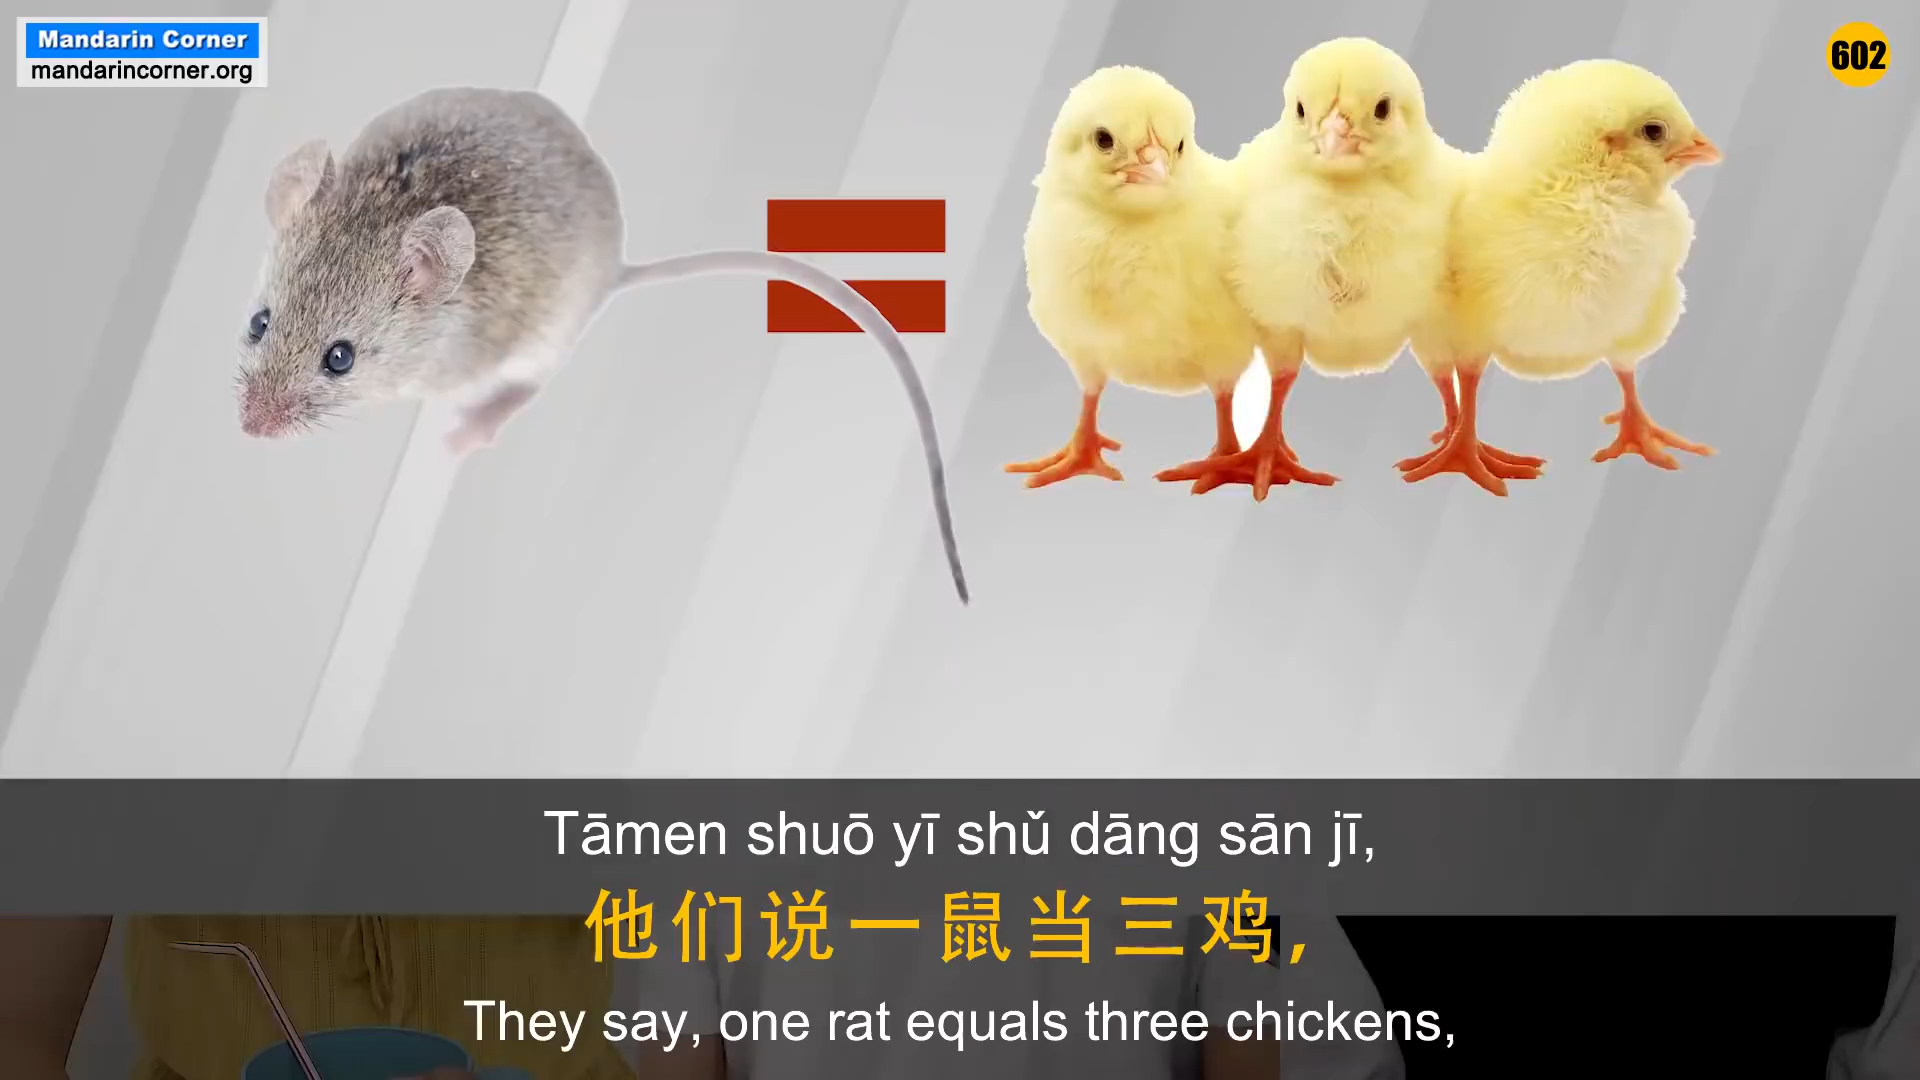 Mandarin Corner
mandarincorner.org
602
Tāmen shuō yī shǔ dāng sān jī,
他们说一鼠当三鸡，
They say, one rat equals three chickens,